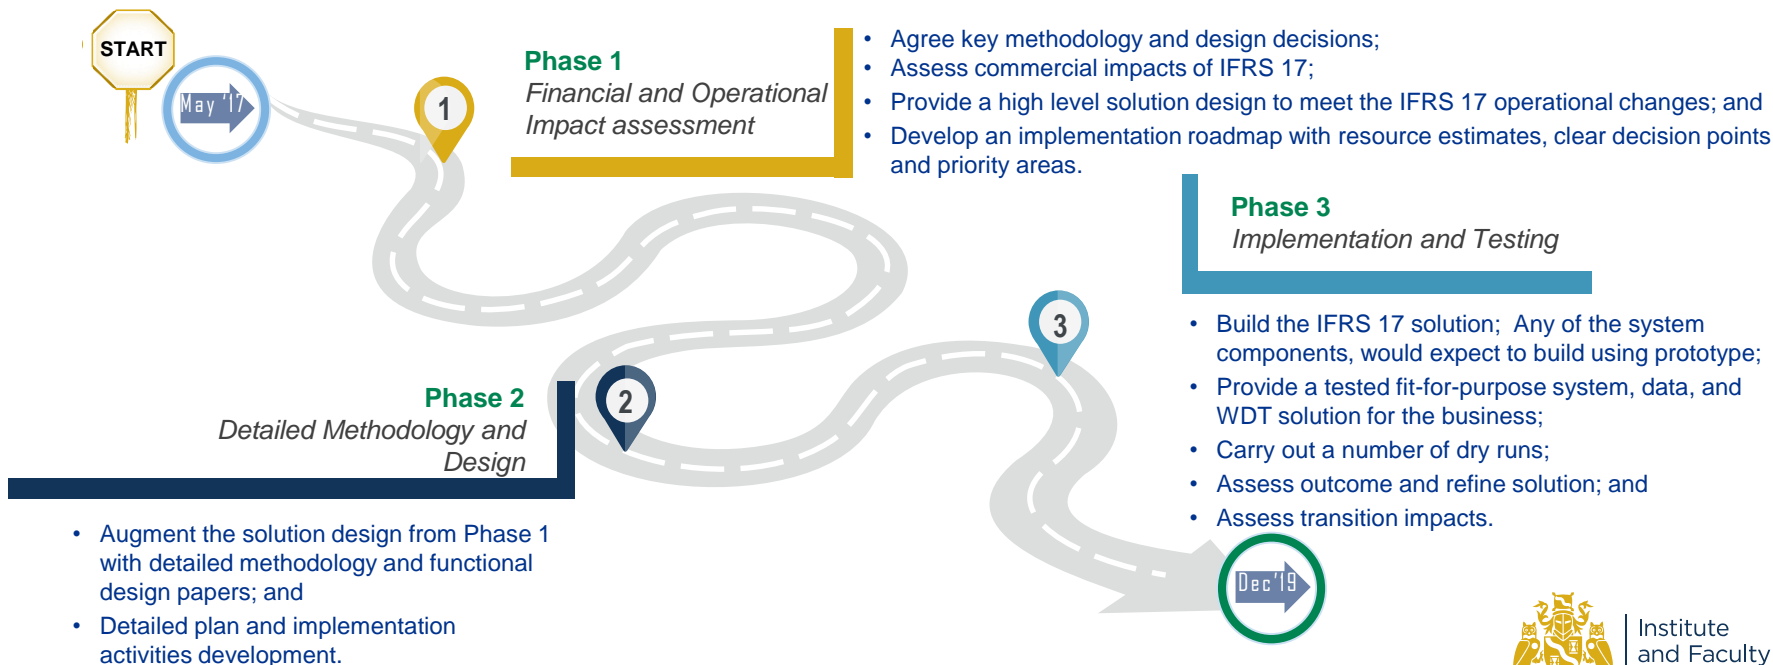 START
May '17
1
Phase 1
Financial and Operational
Impact assessment
• Agree key methodology and design decisions;
• Assess commercial impacts of IFRS 17;
• Provide a high level solution design to meet the IFRS 17 operational changes; and
• Develop an implementation roadmap with resource estimates, clear decision points
and priority areas.
2
Phase 2
Detailed Methodology and
Design
• Augment the solution design from Phase 1
with detailed methodology and functional
design papers; and
• Detailed plan and implementation
activities development.
3
Phase 3
Implementation and Testing
• Build the IFRS 17 solution; Any of the system
components, would expect to build using prototype;
• Provide a tested fit-for-purpose system, data, and
WDT solution for the business;
• Carry out a number of dry runs;
• Assess outcome and refine solution; and
• Assess transition impacts.
Dec'19
Institute
and Faculty